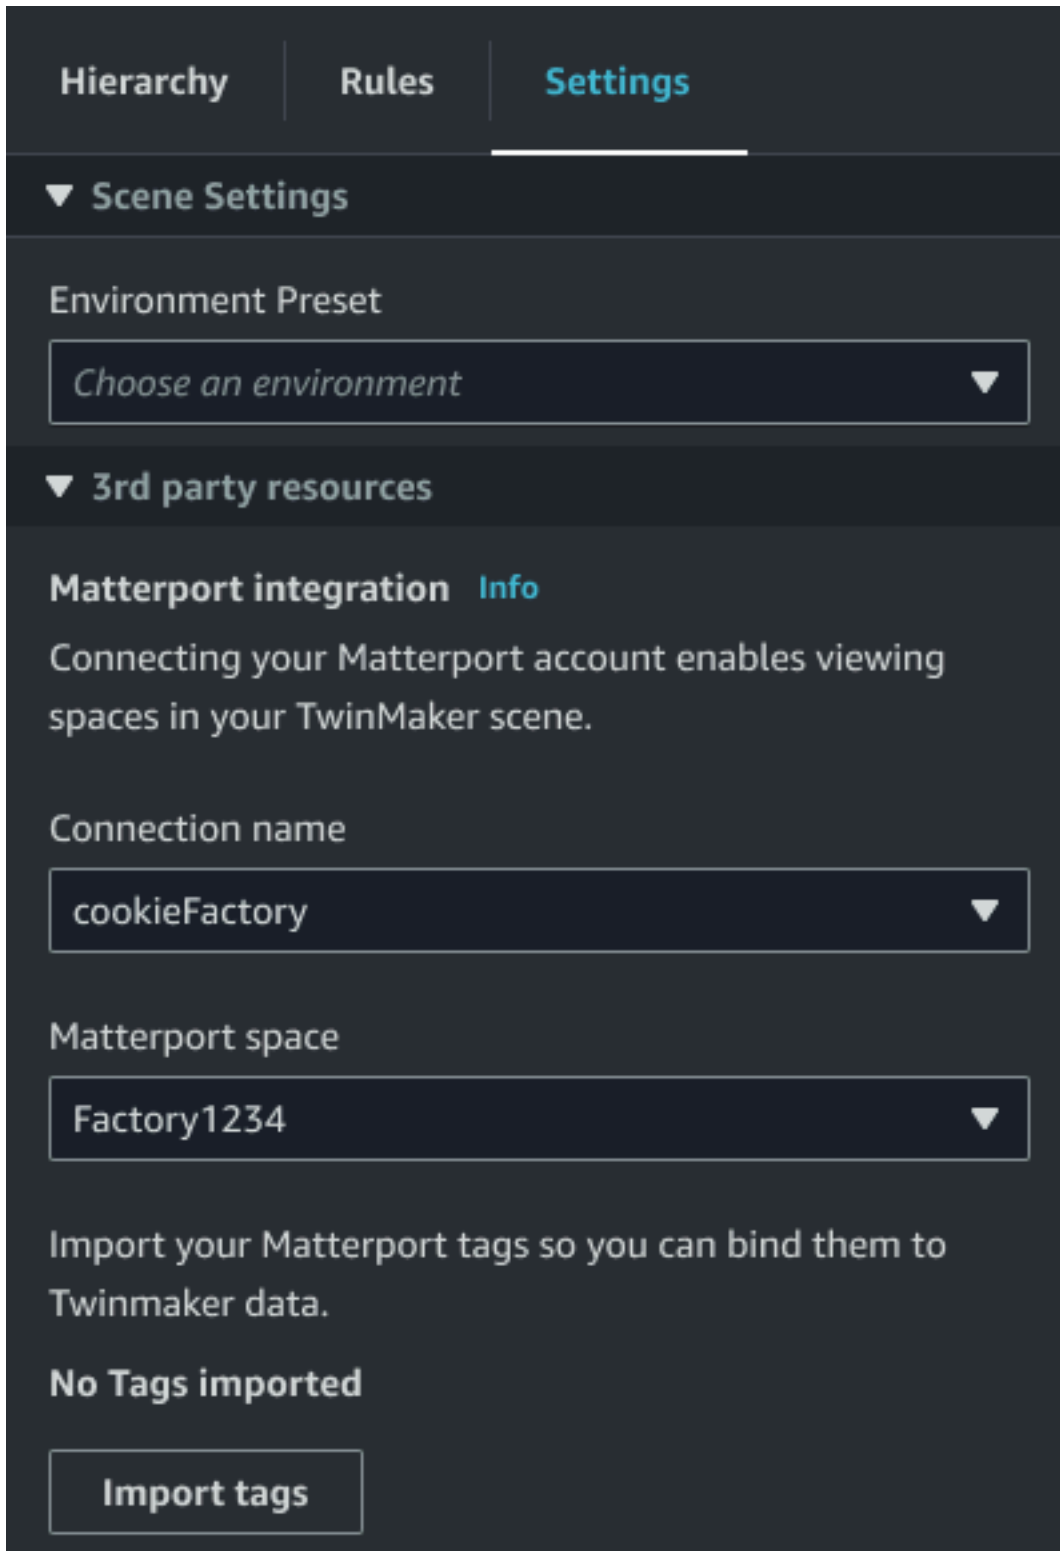 Hierarchy Rules Settings
Scene Settings
Environment Preset
Choose an environment
3rd party resources
Matterport integration Info
Connecting your Matterport account enables viewing
spaces in your TwinMaker scene.
Connection name
cookieFactory
Matterport space
Factory1234
Import your Matterport tags so you can bind them to
Twinmaker data.
No Tags imported
Import tags